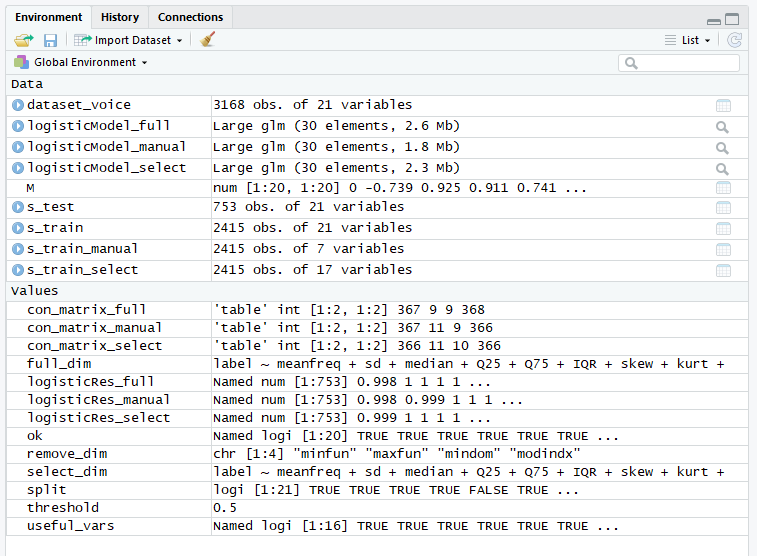 Environment History Connections
Import Dataset List
Global Environment
Data
dataset_voice 3168 obs. of 21 variables
logisticModel_full Large glm (30 elements, 2.6 Mb)
logisticModel_manual Large glm (30 elements, 1.8 Mb)
logisticModel_select Large glm (30 elements, 2.3 Mb)
M num [1:20, 1:20] 0 -0.739 0.925 0.911 0.741 ...
s_test 753 obs. of 21 variables
s_train 2415 obs. of 21 variables
s_train_manual 2415 obs. of 7 variables
s_train_select 2415 obs. of 17 variables
Values
con_matrix_full 'table' int [1:2, 1:2] 367 9 9 368
con_matrix_manual 'table' int [1:2, 1:2] 367 11 9 366
con_matrix_select 'table' int [1:2, 1:2] 366 11 10 366
full_dim label ~ meanfreq + sd + median + Q25 + Q75 + IQR + skew + kurt +
logisticRes_full Named num [1:753] 0.998 1 1 1 1 ...
logisticRes_manual Named num [1:753] 0.998 0.999 1 1 1 ...
logisticRes_select Named num [1:753] 0.999 1 1 1 1 ...
ok Named logi [1:20] TRUE TRUE TRUE TRUE TRUE TRUE ...
remove_dim chr [1:4] "minfun" "maxfun" "mindom" "modindx"
select_dim label ~ meanfreq + sd + median + Q25 + Q75 + IQR + skew + kurt +
split logi [1:21] TRUE TRUE TRUE TRUE FALSE TRUE ...
threshold 0.5
useful_vars Named logi [1:16] TRUE TRUE TRUE TRUE TRUE TRUE ...